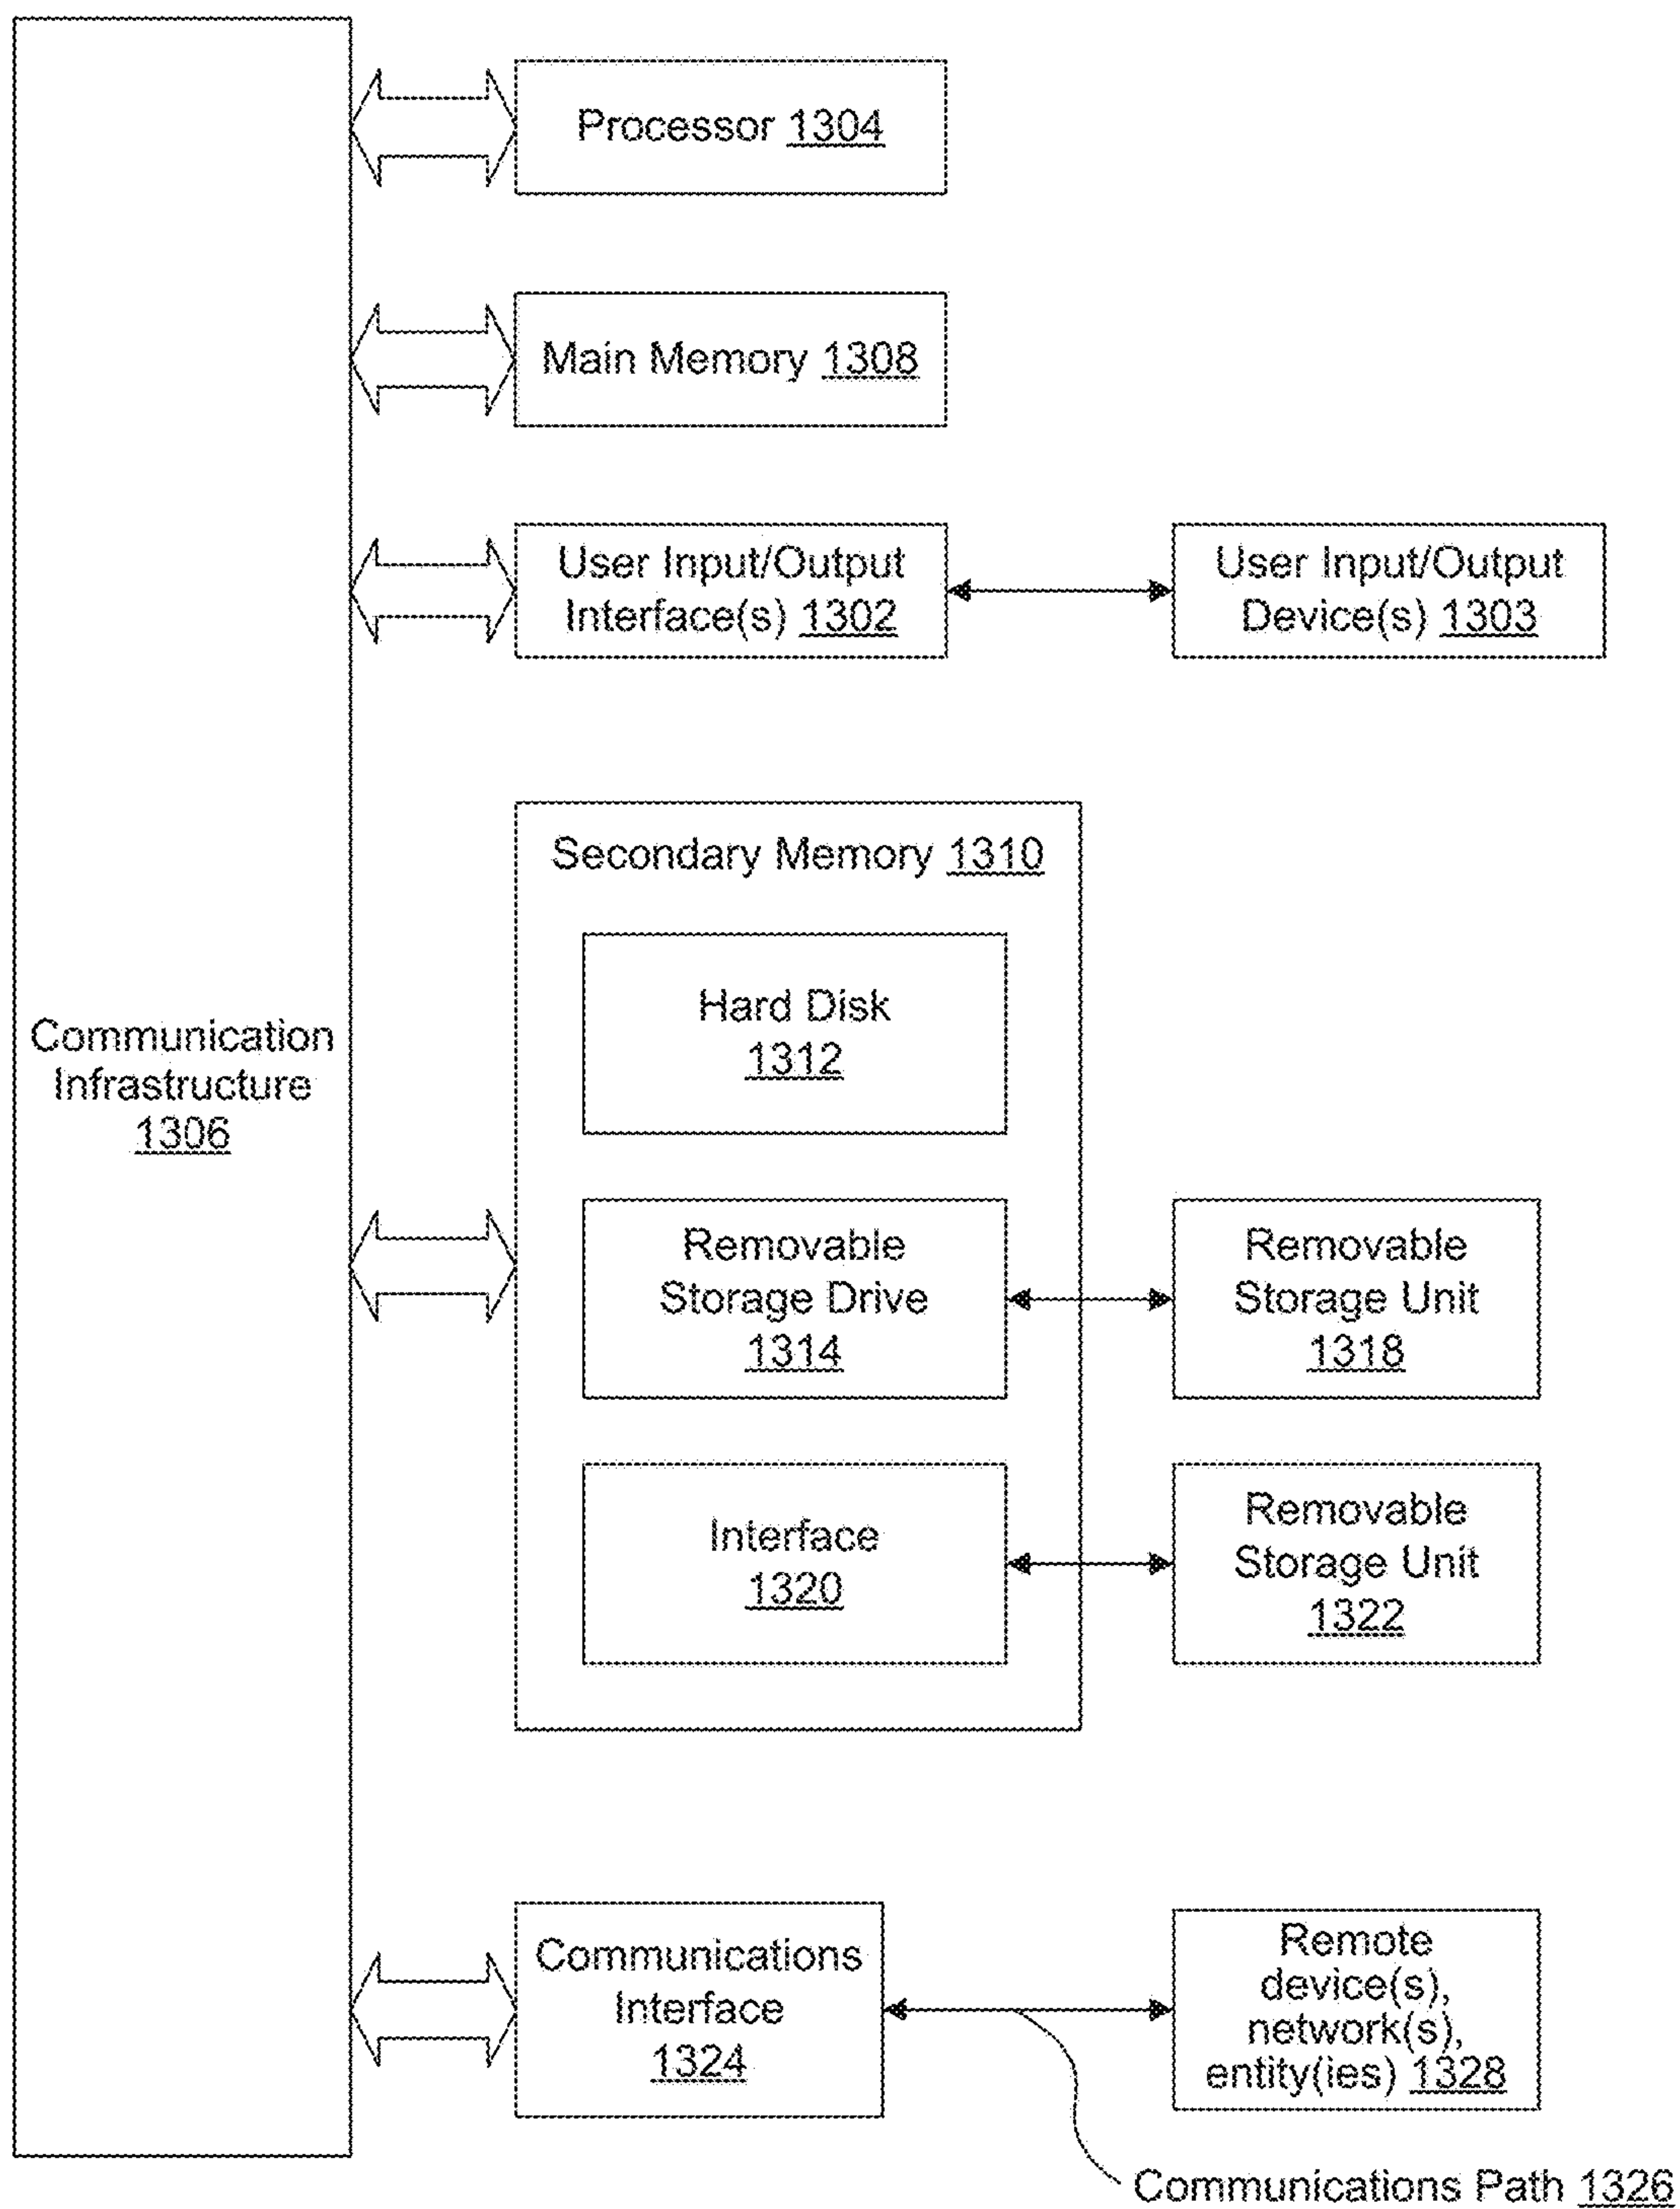 Processor 1304
Main Memory 1308
User Input/Output
Interface(s) 1302
User Input/Output
Device(s) 1303
Secondary Memory 1310
Hard Disk
1312
Communication
Infrastructure
1306
Removable
Storage Drive
1314
Removable
Storage Unit
1318
Interface
1320
Removable
Storage Unit
1322
Communications
Interface
1324
Remote
device(s),
network(s),
entity(ies) 1328
Communications Path 1326